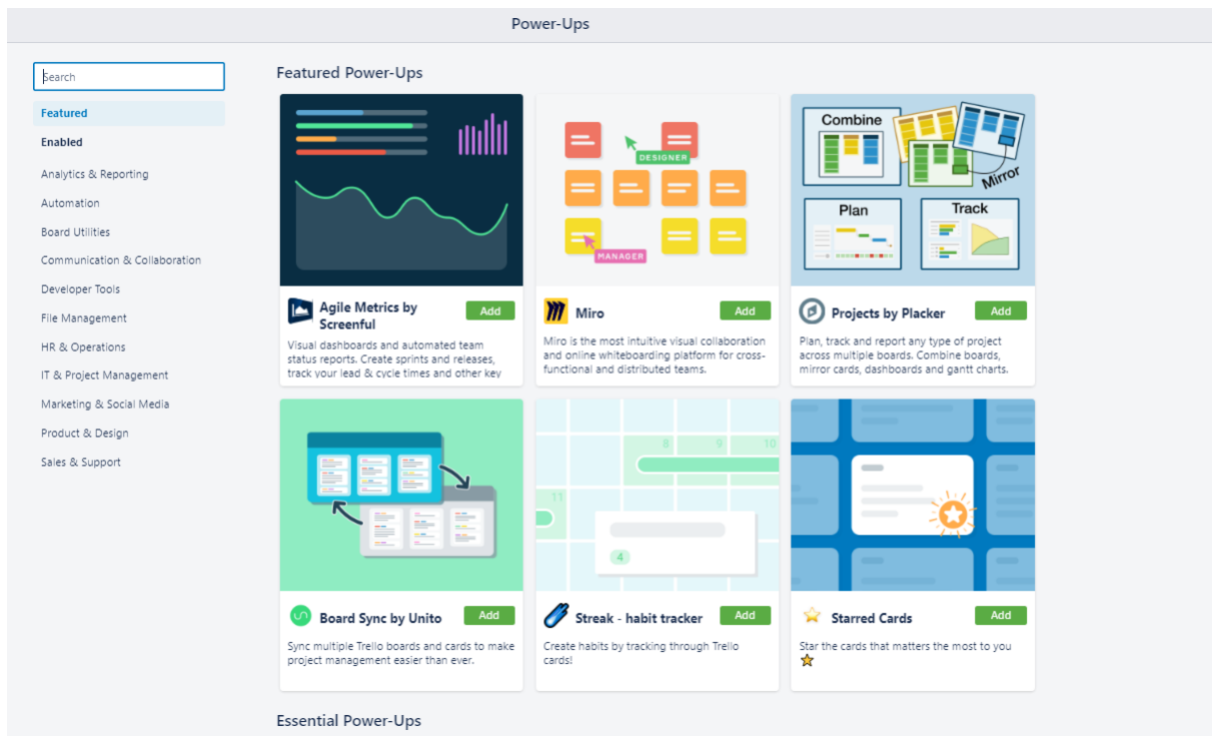 Power-Ups
Search
Featured
Enabled
Analytics & Reporting
Automation
Board Utilities
Communication & Collaboration
Developer Tools
File Management
HR & Operations
IT & Project Management
Marketing & Social Media
Product & Design
Sales & Support
Featured Power-Ups
Agile Metrics by
Screenful
Add
Visual dashboards and automated team
status reports. Create sprints and releases,
track your lead & cycle times and other key
DESIGNER
MANAGER
Miro
Add
Miro is the most intuitive visual collaboration
and online whiteboarding platform for cross-
functional and distributed teams.
Combine
Mirror
Plan
Track
Projects by Placker
Add
Plan, track and report any type of project
across multiple boards. Combine boards,
mirror cards, dashboards and gantt charts.
Board Sync by Unito
Add
Sync multiple Trello boards and cards to make
project management easier than ever.
8
9
10
11
4
Streak - habit tracker
Add
Create habits by tracking through Trello
cards!
Starred Cards
Add
Star the cards that matters the most to you
Essential Power-Ups